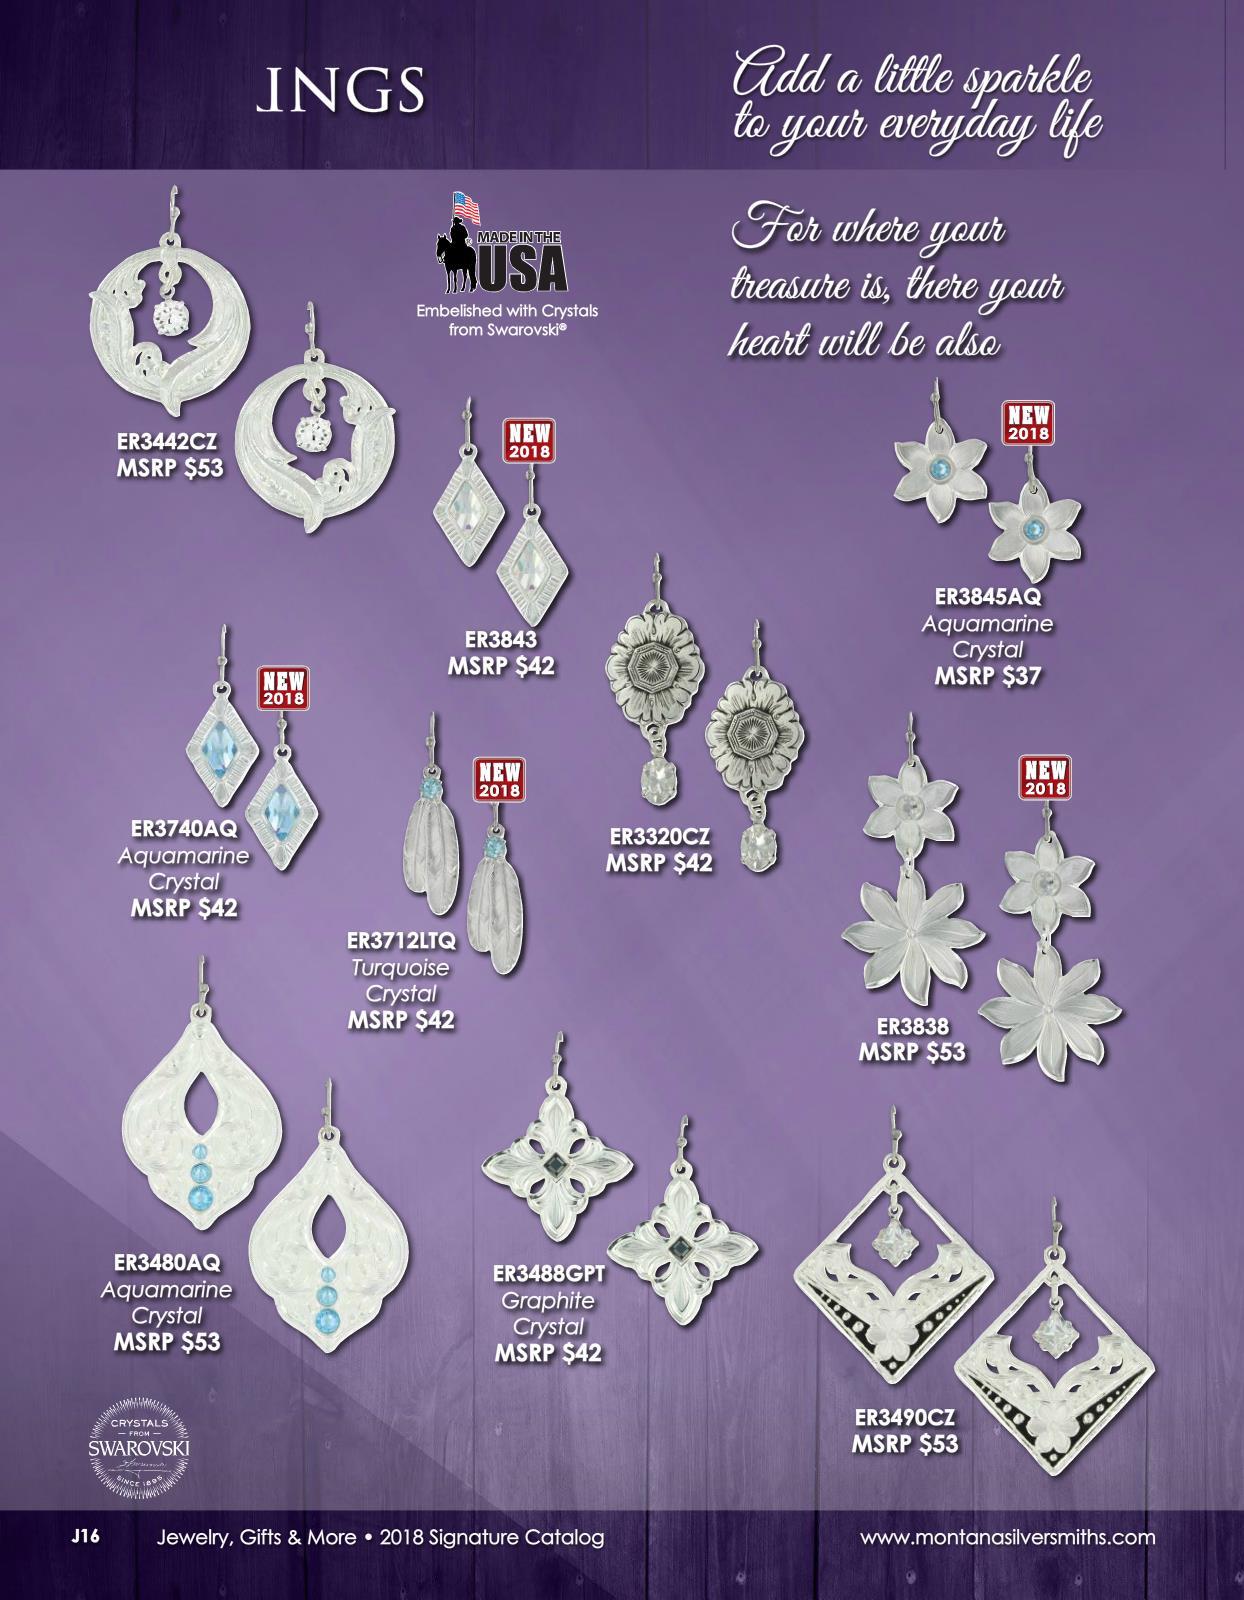 INGS
Add a little sparkle
to your everyday life
For where your
treasure is, there your
heart will be also
MADE IN THE
USA
Embelished with Crystals
from Swarovski®
ER3442CZ
MSRP $53
NEW
2018
ER3843
MSRP $42
NEW
2018
ER3845AQ
Aquamarine
Crystal
MSRP $37
NEW
2018
ER3740AQ
Aquamarine
Crystal
MSRP $42
NEW
2018
ER3712LTQ
Turquoise
Crystal
MSRP $42
ER3320CZ
MSRP $42
NEW
2018
ER3838
MSRP $53
ER3480AQ
Aquamarine
Crystal
MSRP $53
ER3488GPT
Graphite
Crystal
MSRP $42
ER3490CZ
MSRP $53
CRYSTALS
FROM
SWAROVSKI
SINCE 1895
J16
Jewelry, Gifts & More • 2018 Signature Catalog
www.montanasilversmiths.com